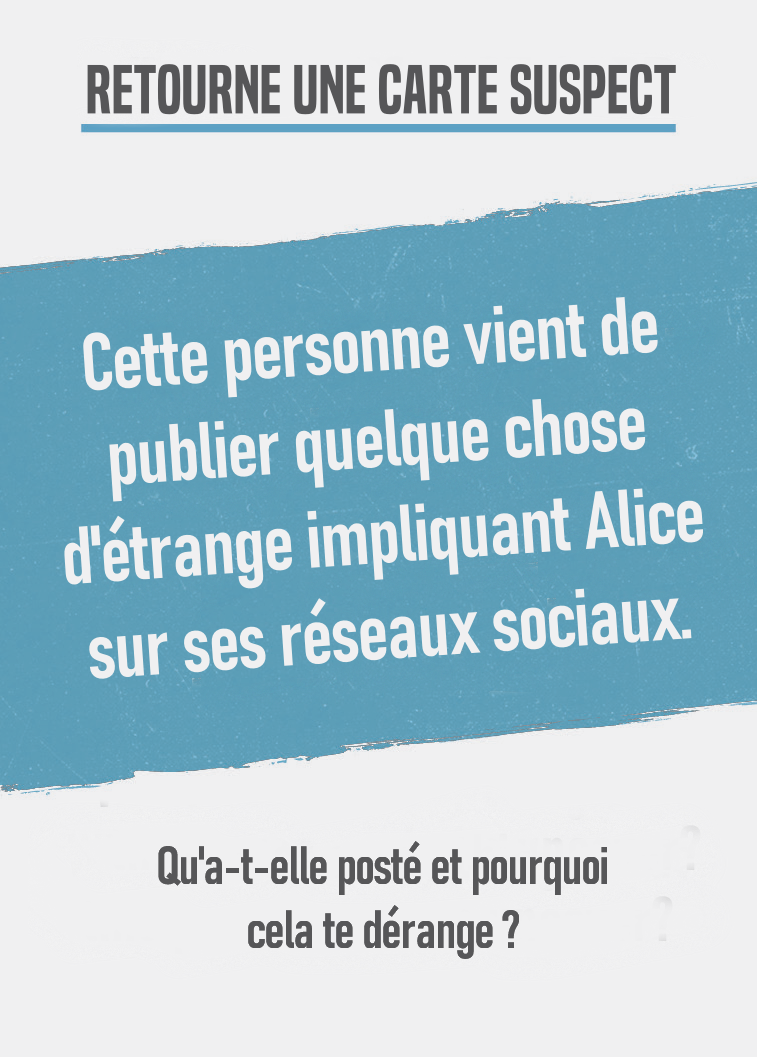 RETOURNE UNE CARTE SUSPECT
Cette personne vient de
publier quelque chose
d'étrange impliquant Alice
sur ses réseaux sociaux.
Qu'a-t-elle posté et pourquoi
cela te dérange ?